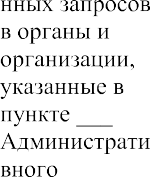 нных запросов
в органы и
организации,
указанные в
пункте ___
Администрати
вного